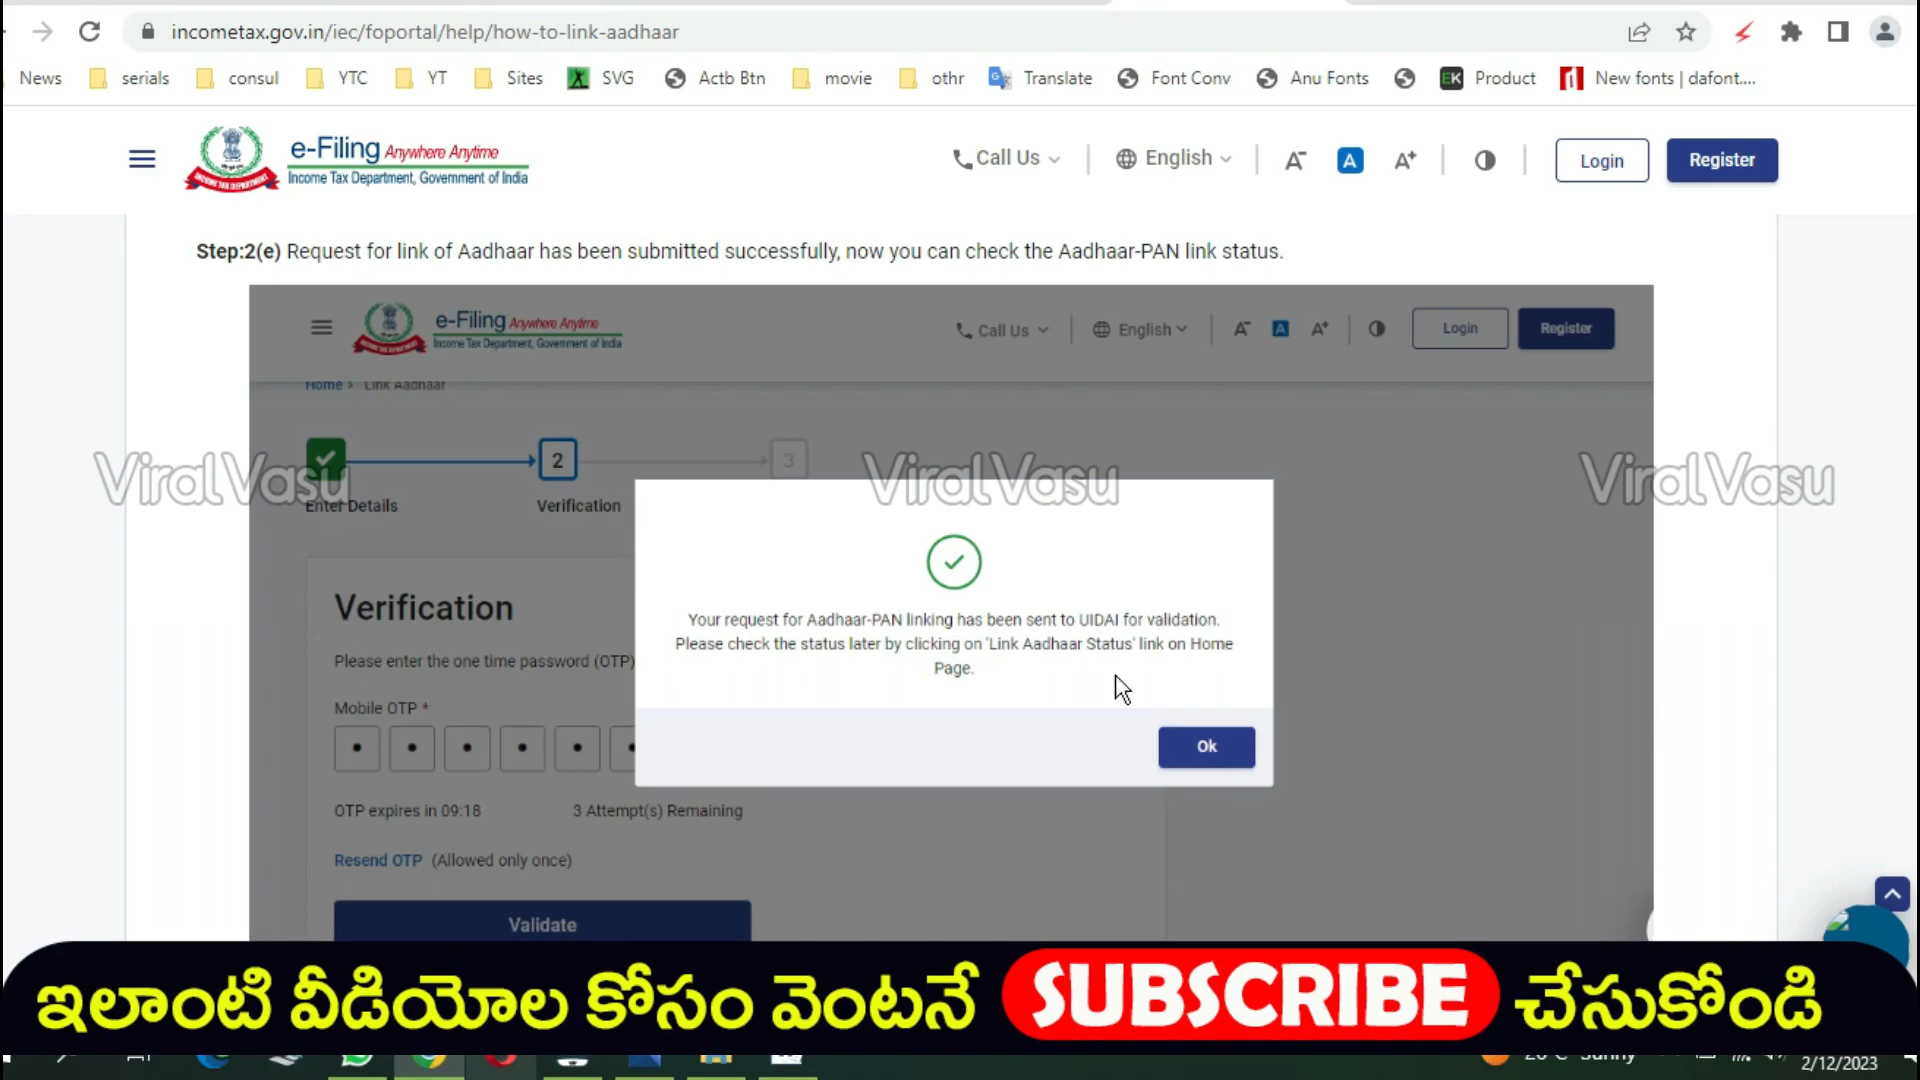 incometax.gov.in/iec/foportal/help/how-to-link-aadhaar
News serials consul YTC YT Sites SVG Actb Btn movie othr Translate Font Conv Anu Fonts EK Product New fonts | dafont....
e-Filing Anywhere Anytime
Income Tax Department, Government of India
Call Us English A- A A+ Login Register
Step:2(e) Request for link of Aadhaar has been submitted successfully, now you can check the Aadhaar-PAN link status.
e-Filing Anywhere Anytime
Income Tax Department, Government of India
Call Us English A- A A+ Login Register
Home > Link Aadhaar
2 3
ViralVasu ViralVasu ViralVasu
Enter Details Verification
Verification
Please enter the one time password (OTP)
Mobile OTP *
Your request for Aadhaar-PAN linking has been sent to UIDAI for validation.
Please check the status later by clicking on 'Link Aadhaar Status' link on Home
Page.
Ok
OTP expires in 09:18 3 Attempt(s) Remaining
Resend OTP (Allowed only once)
Validate
ఇలాంటి వీడియోల కోసం వెంటనే SUBSCRIBE చేసుకోండి
2/12/2023